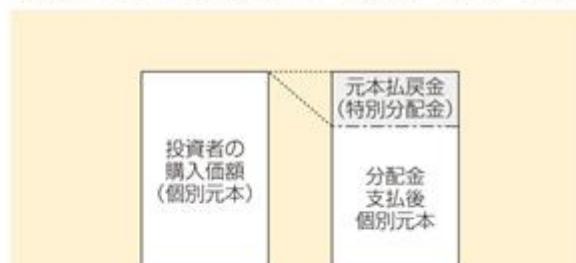 投資者の
購入価額
（個別元本）
元本払戻金
（特別分配金）
分配金
支払後
個別元本